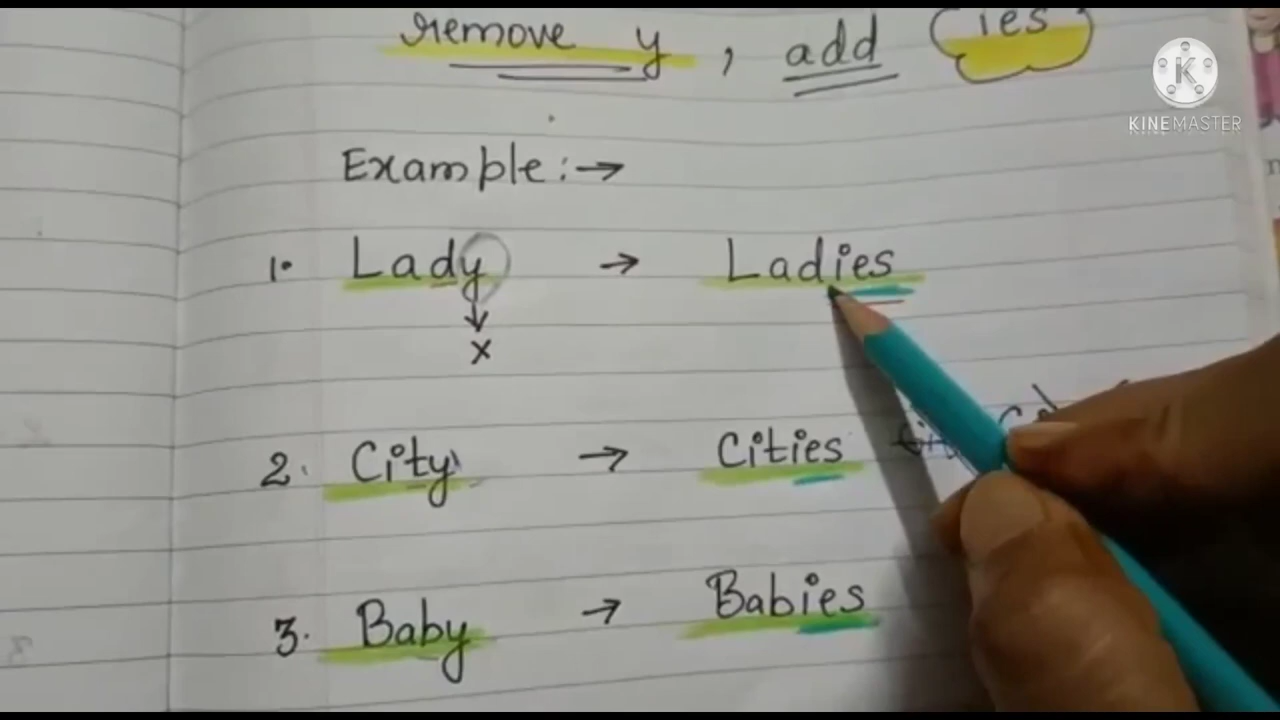 remove y, add ies
KINEMASTER
Example:→
1. Lady → Ladies
x
2. City → Cities
3. Baby → Babies